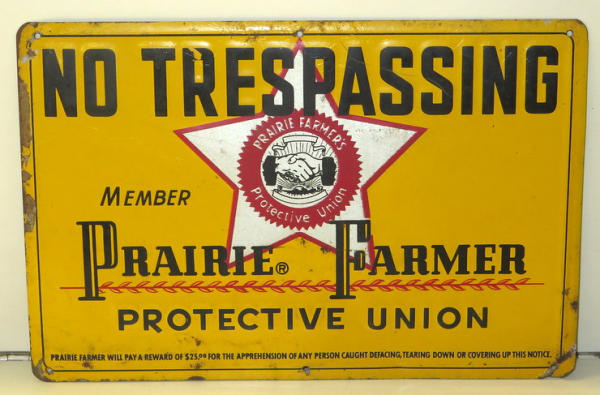 NO TRESPASSING
PRAIRIE FARMER'S
Protective Union
MEMBER
PRAIRIE® FARMER
PROTECTIVE UNION
PRAIRIE FARMER WILL PAY A REWARD OF $25.00 FOR THE APPREHENSION OF ANY PERSON CAUGHT DEFACING, TEARING DOWN OR COVERING UP THIS NOTICE.